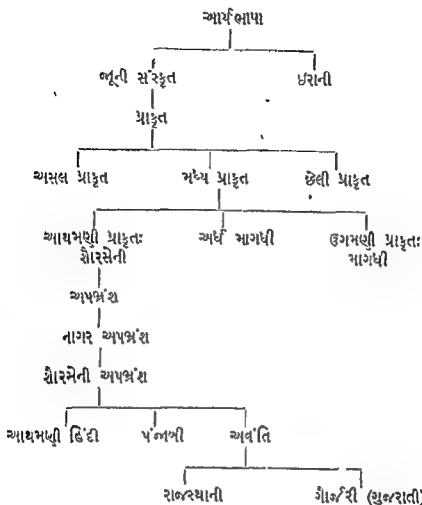 આર્યભાષા
જૂની સંસ્કૃત ઇરાની
પ્રાકૃત
અસલ પ્રાકૃત મધ્ય પ્રાકૃત છેલી પ્રાકૃત
આથમણી પ્રાકૃતઃ અર્ધ માગધી ઉગમણી પ્રાકૃતઃ
શૈારસેની માગધી
અપભ્રંશ
નાગર અપભ્રંશ
શૈારસેની અપભ્રંશ
આથમણી હિંદી પંજાબી અવંતિ
રાજસ્થાની ગૈાર્જરી (ગુજરાતી)